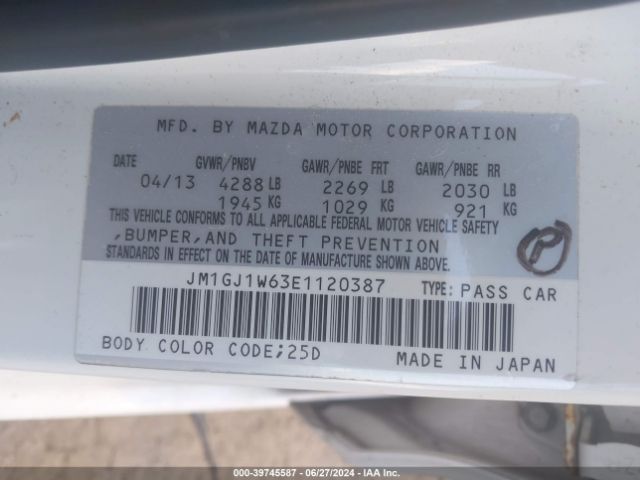 MFD. BY MAZDA MOTOR CORPORATION
DATE GVWR/PNBV GAWR/PNBE FRT GAWR/PNBE RR
04/13 4288 LB 2269 LB 2030 LB
1945 KG 1029 KG 921 KG
THIS VEHICLE CONFORMS TO ALL APPLICABLE FEDERAL MOTOR VEHICLE SAFETY
,BUMPER,AND THEFT PREVENTION
STANDARDS IN EFFECT ON THE DATE OF MANUFACTURE SHOWN ABOVE.
P
JM1GJ1W63E1120387 TYPE: PASS CAR
BODY COLOR CODE;25D MADE IN JAPAN
000-39745587 - 06/27/2024 - IAA Inc.